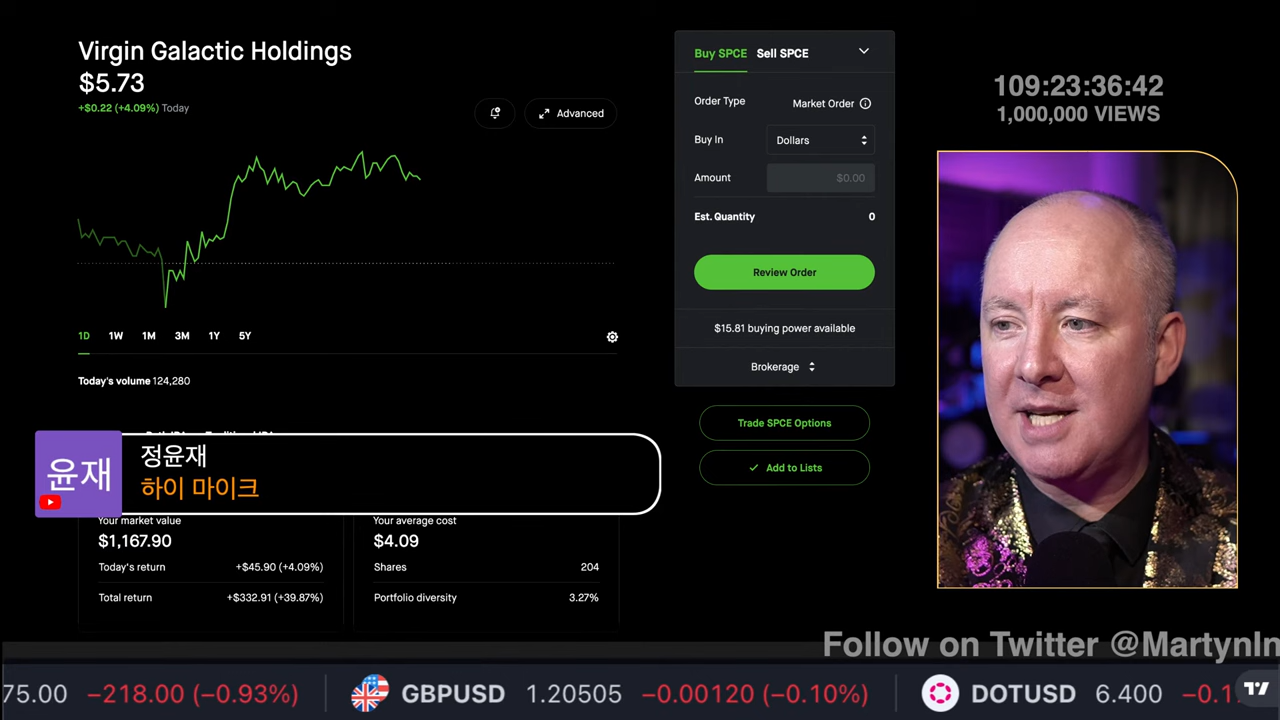 Virgin Galactic Holdings
$5.73
+$0.22 (+4.09%) Today
Advanced
1D 1W 1M 3M 1Y 5Y
Today's volume 124,280
윤재
정윤재
하이 마이크
Your market value
$1,167.90
Today's return +$45.90 (+4.09%)
Total return +$332.91 (+39.87%)
Your average cost
$4.09
Shares 204
Portfolio diversity 3.27%
Buy SPCE Sell SPCE
Order Type Market Order
Buy In Dollars
Amount $0.00
Est. Quantity 0
Review Order
$15.81 buying power available
Brokerage
Trade SPCE Options
Add to Lists
109:23:36:42
1,000,000 VIEWS
Follow on Twitter @MartynIn
75.00 −218.00 (−0.93%) GBPUSD 1.20505 −0.00120 (−0.10%) DOTUSD 6.400